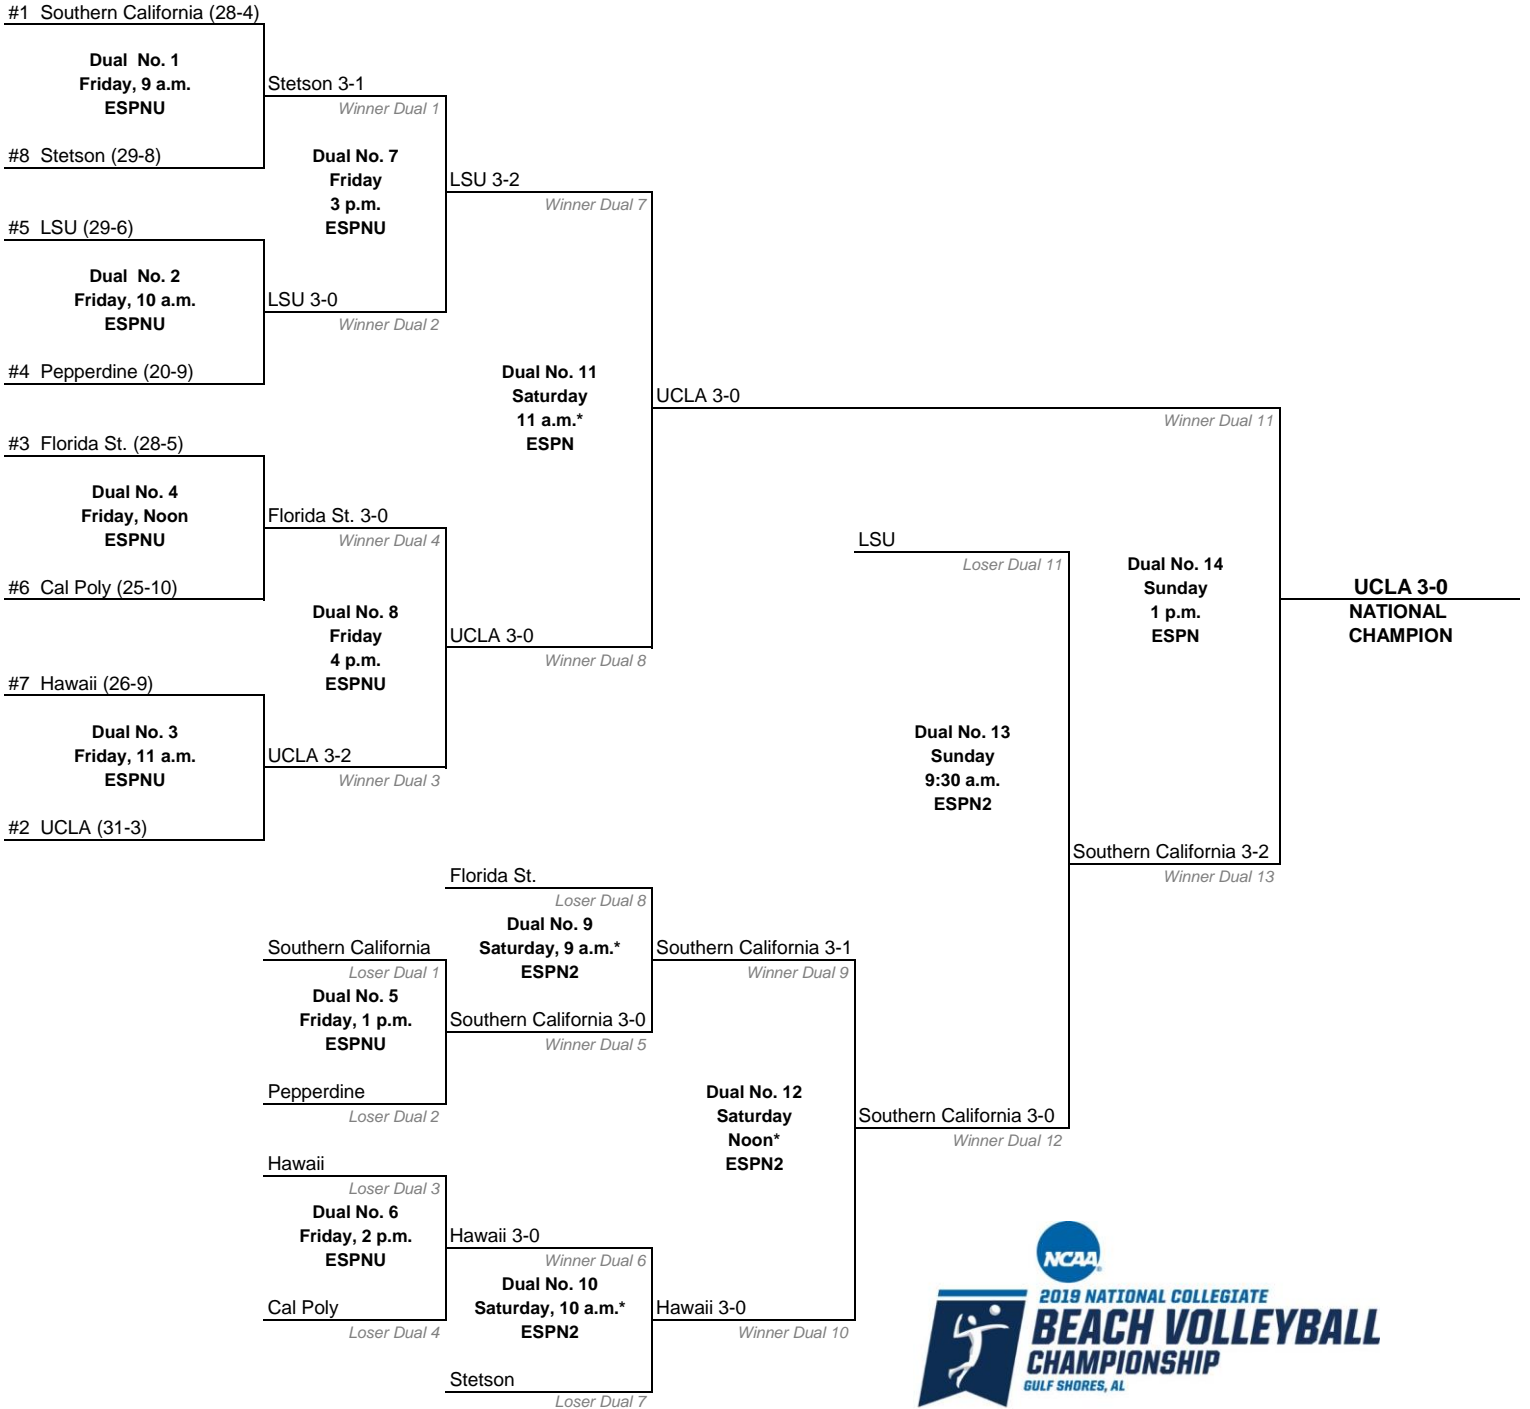 #1  Southern California (28-4)
Dual  No. 1
Friday, 9 a.m.
ESPNU
#8  Stetson (29-8)
Stetson 3-1
Winner Dual 1
#5  LSU (29-6)
Dual  No. 2
Friday, 10 a.m.
ESPNU
#4  Pepperdine (20-9)
LSU 3-0
Winner Dual 2
Dual No. 7
Friday
3 p.m.
ESPNU
LSU 3-2
Winner Dual 7
#3  Florida St. (28-5)
Dual No. 4
Friday, Noon
ESPNU
#6  Cal Poly (25-10)
Florida St. 3-0
Winner Dual 4
#7  Hawaii (26-9)
Dual No. 3
Friday, 11 a.m.
ESPNU
#2  UCLA (31-3)
UCLA 3-2
Winner Dual 3
Dual No. 8
Friday
4 p.m.
ESPNU
UCLA 3-0
Winner Dual 8
Dual No. 11
Saturday
11 a.m.*
ESPN
UCLA 3-0
Winner Dual 11
Florida St.
Loser Dual 8
Dual No. 9
Saturday, 9 a.m.*
ESPN2
Southern California
Loser Dual 1
Dual No. 5
Friday, 1 p.m.
ESPNU
Pepperdine
Loser Dual 2
Southern California 3-0
Winner Dual 5
Southern California 3-1
Winner Dual 9
Hawaii
Loser Dual 3
Dual No. 6
Friday, 2 p.m.
ESPNU
Cal Poly
Loser Dual 4
Hawaii 3-0
Winner Dual 6
Dual No. 10
Saturday, 10 a.m.*
ESPN2
Stetson
Loser Dual 7
Hawaii 3-0
Winner Dual 10
Dual No. 12
Saturday
Noon*
ESPN2
Southern California 3-0
Winner Dual 12
LSU
Loser Dual 11
Dual No. 13
Sunday
9:30 a.m.
ESPN2
Southern California 3-2
Winner Dual 13
Dual No. 14
Sunday
1 p.m.
ESPN
UCLA 3-0
NATIONAL
CHAMPION
NCAA
2019 NATIONAL COLLEGIATE
BEACH VOLLEYBALL
CHAMPIONSHIP
GULF SHORES, AL